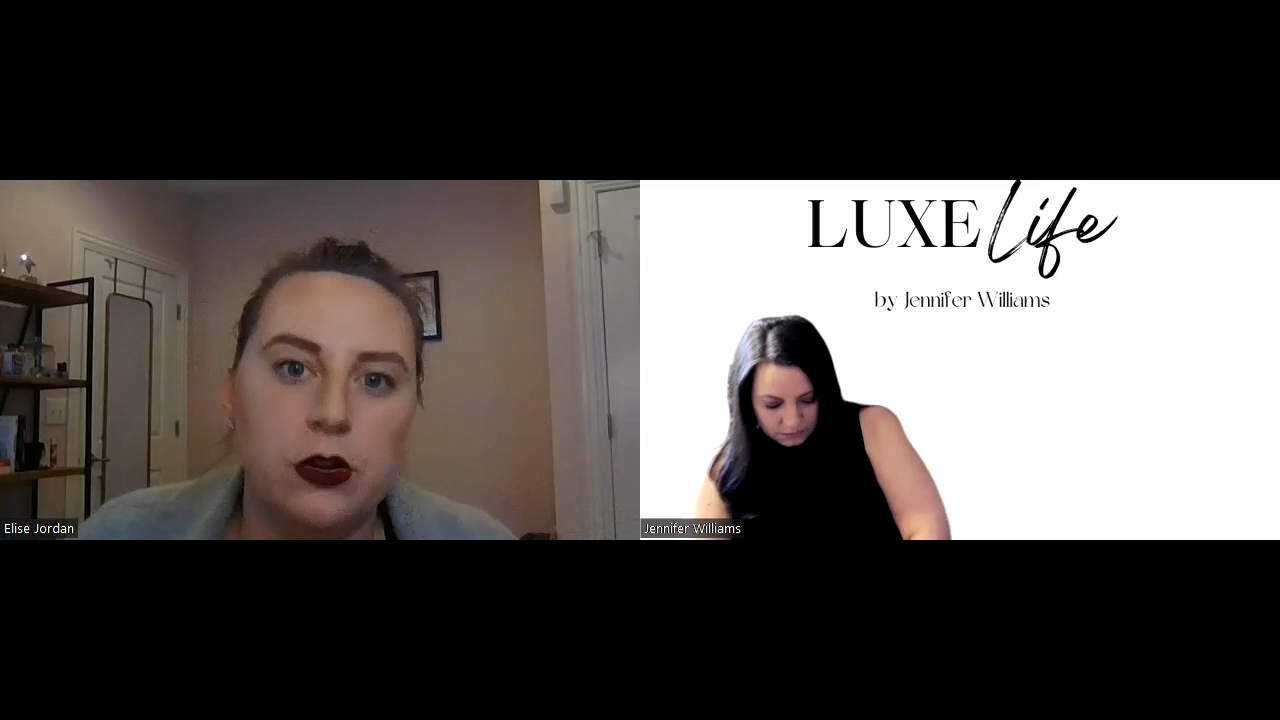 LUXE Life
by Jennifer Williams
Elise Jordan
Jennifer Williams